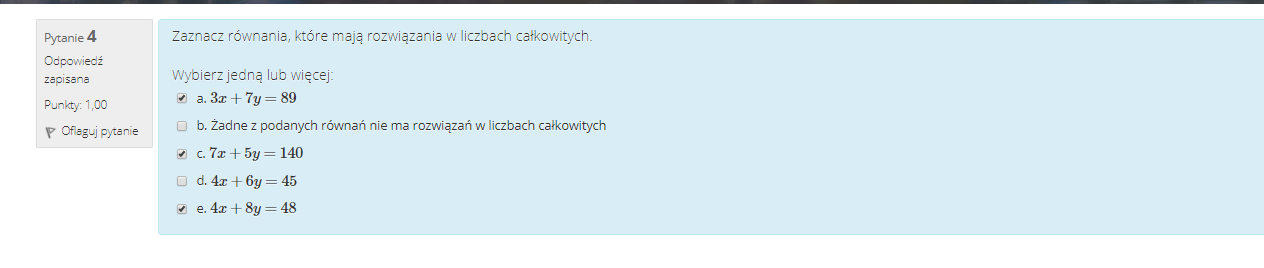 Pytanie 4
Odpowiedź
zapisana
Punkty: 1,00
Oflaguj pytanie
Zaznacz równania, które mają rozwiązania w liczbach całkowitych.
Wybierz jedną lub więcej:
a. 3x + 7y = 89
b. Żadne z podanych równań nie ma rozwiązań w liczbach całkowitych
c. 7x + 5y = 140
d. 4x + 6y = 45
e. 4x + 8y = 48